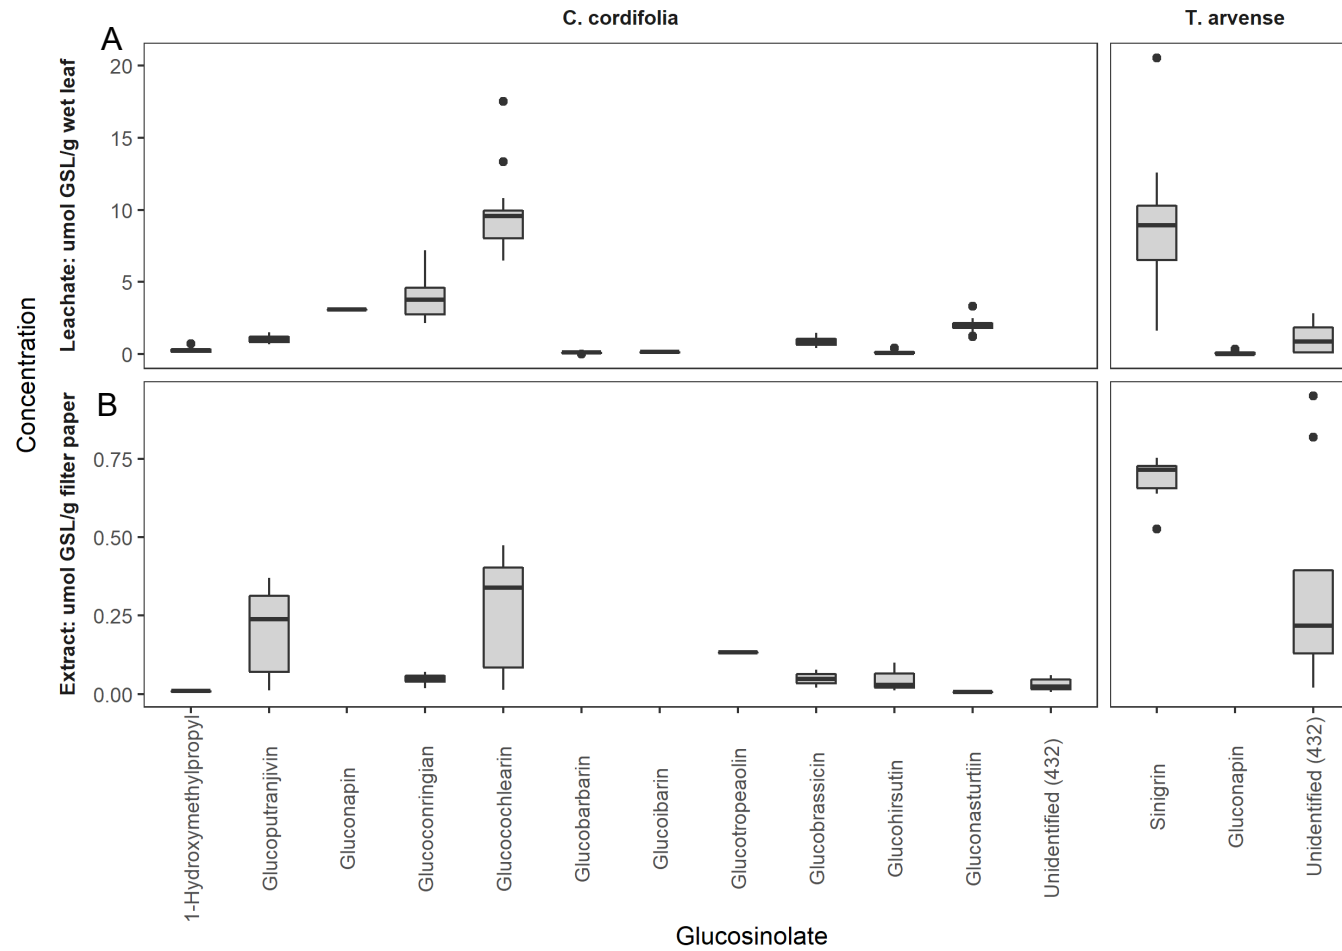 C. cordifolia
T. arvense
A
20
15
10
5
0
Leachate: umol GSL/g wet leaf
Concentration
B
0.75
0.50
0.25
0.00
Extract: umol GSL/g filter paper
1-Hydroxymethylpropyl
Glucoputranjivin
Gluconapin
Glucoconringian
Glucocochlearin
Glucobarbarin
Glucoibarin
Glucotropeaolin
Glucobrassicin
Glucohirsutin
Gluconasturtiin
Unidentified (432)
Sinigrin
Gluconapin
Unidentified (432)
Glucosinolate